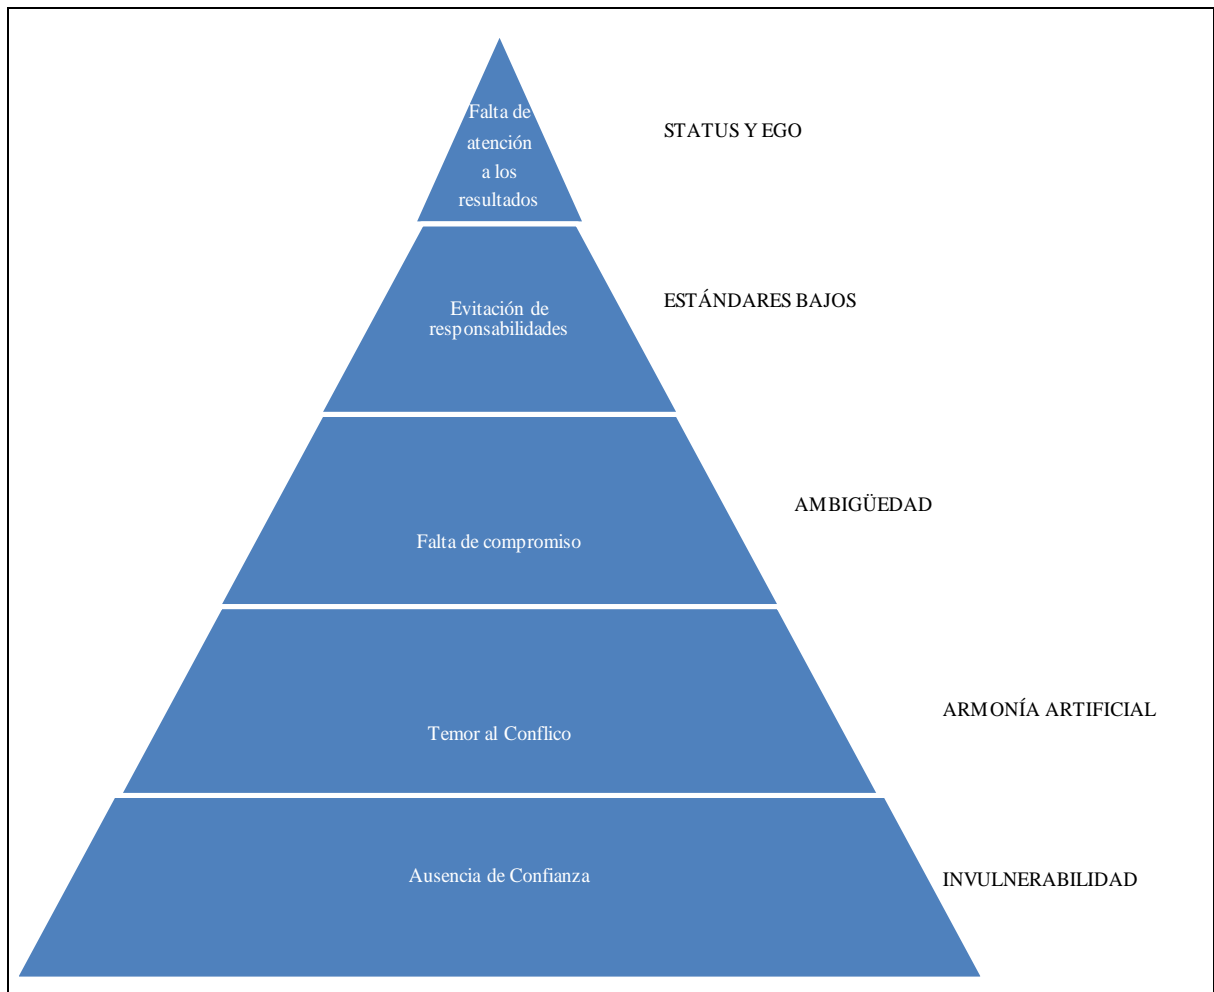 Falta de
atención
a los
resultados
STATUS Y EGO
Evitación de
responsabilidades
ESTÁNDARES BAJOS
Falta de compromiso
AMBIGÜEDAD
Temor al Conflico
ARMONÍA ARTIFICIAL
Ausencia de Confianza
INVULNERABILIDAD